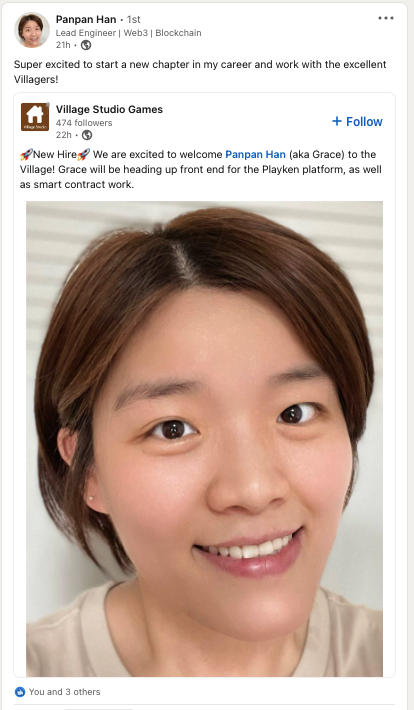 Panpan Han • 1st
Lead Engineer | Web3 | Blockchain
21h •
Super excited to start a new chapter in my career and work with the excellent
Villagers!
Village Studio Games
474 followers
22h •
+ Follow
🚀New Hire🚀 We are excited to welcome Panpan Han (aka Grace) to the
Village! Grace will be heading up front end for the Playken platform, as well
as smart contract work.
You and 3 others